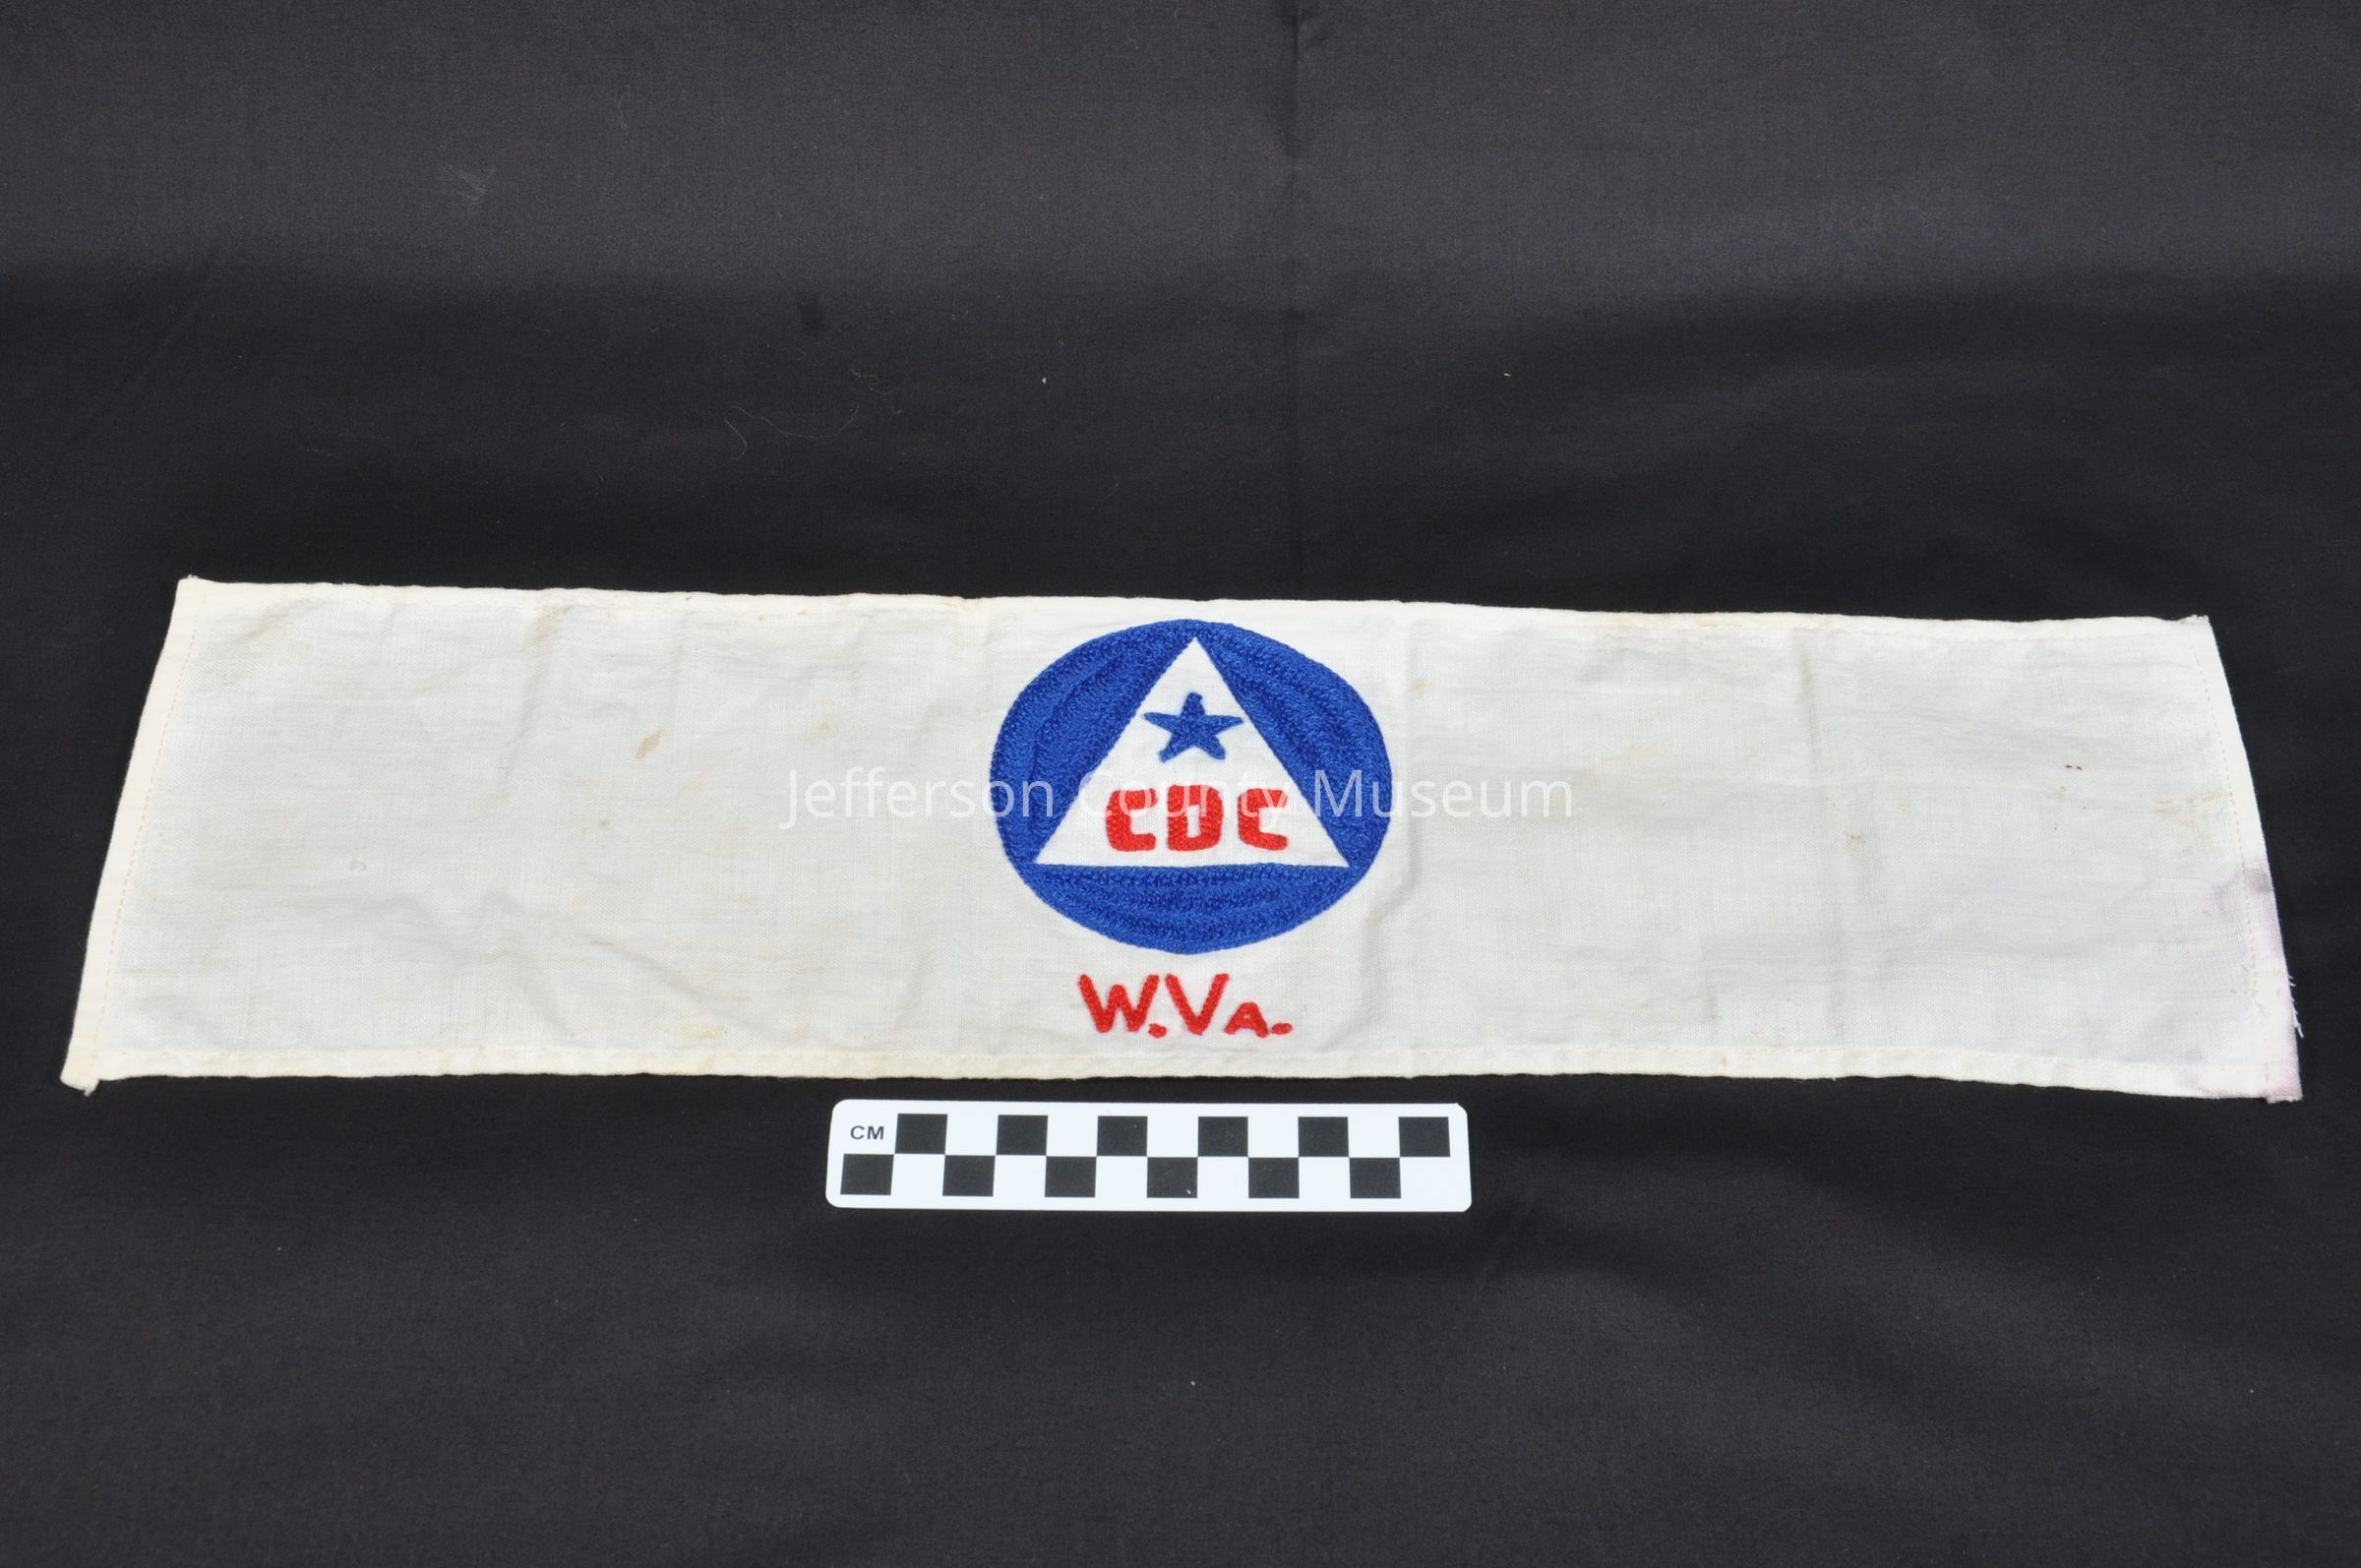 Jefferson County Museum
CDC
W.VA.
CM